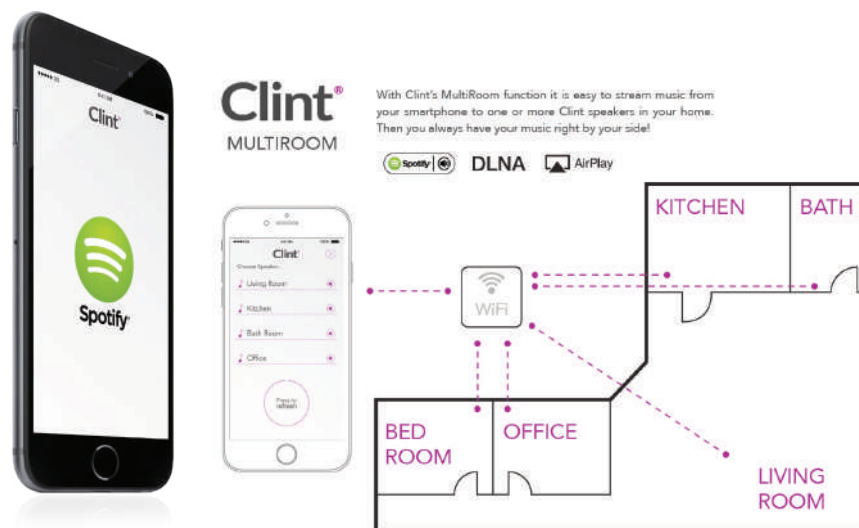 Clint®
Spotify®
Clint®
MULTIROOM
With Clint's MultiRoom function it is easy to stream music from
your smartphone to one or more Clint speakers in your home.
Then you always have your music right by your side!
Spotify
DLNA
AirPlay
Clint
Choose Speaker...
Living Room
Kitchen
Bath Room
Office
Press to
refresh
WiFi
KITCHEN
BATH
BED
ROOM
OFFICE
LIVING
ROOM